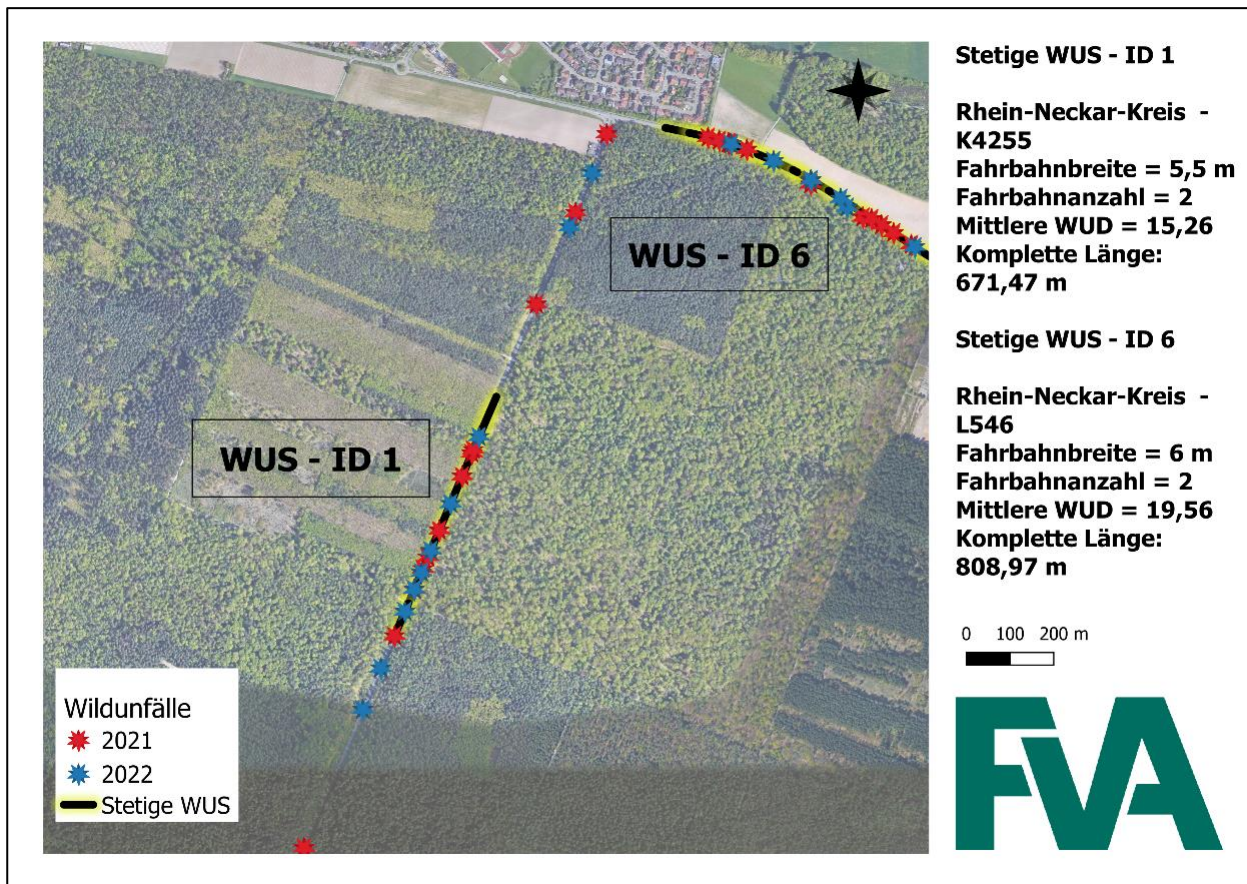 WUS - ID 6
WUS - ID 1
Wildunfälle
2021
2022
Stetige WUS
Stetige WUS - ID 1
Rhein-Neckar-Kreis -
K4255
Fahrbahnbreite = 5,5 m
Fahrbahnanzahl = 2
Mittlere WUD = 15,26
Komplette Länge:
671,47 m
Stetige WUS - ID 6
Rhein-Neckar-Kreis -
L546
Fahrbahnbreite = 6 m
Fahrbahnanzahl = 2
Mittlere WUD = 19,56
Komplette Länge:
808,97 m
0 100 200 m
FVA